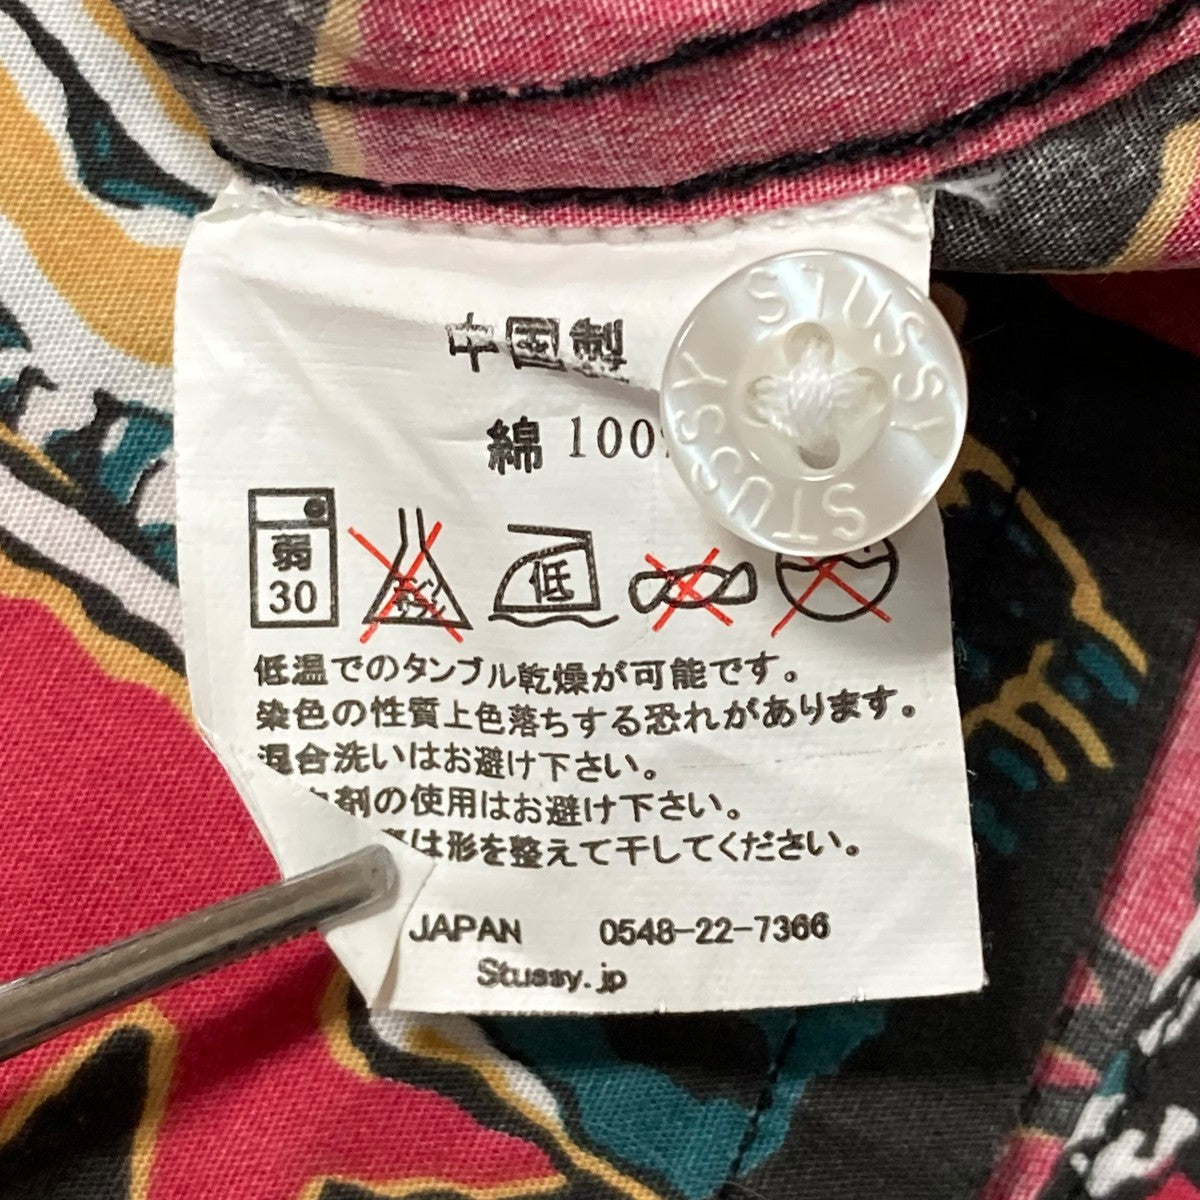 中国製
綿 100
STUSSY STUSSY STUSSY
弱
30
低
低温でのタンブル乾燥が可能です。
染色の性質上色落ちする恐れがあります。
混合洗いはお避け下さい。
剤の使用はお避け下さい。
は形を整えて干してください。
JAPAN 0548-22-7366
Stussy.jp